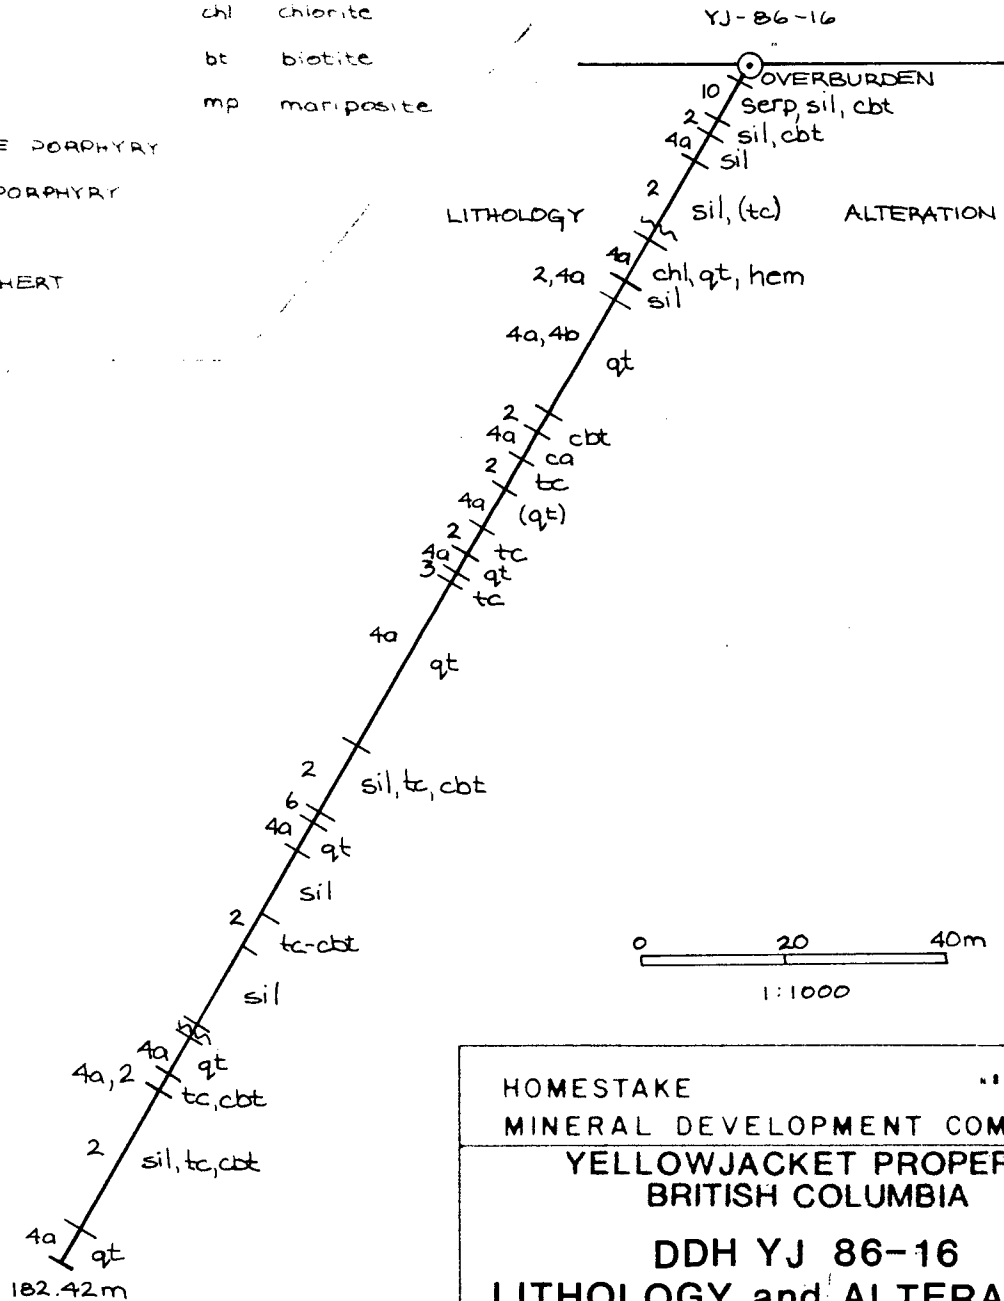 chl chlorite
YJ-86-16
bt biotite
OVERBURDEN
mp mariposite
10 serp, sil, cbt
2 sil, cbt
4a sil
E PORPHYRY
PORPHYRY
2 sil, (tc)
LITHOLOGY ALTERATION
4a chl, qt, hem
HERT
2,4a sil
4a,4b qt
2 cbt
4a ca
2 tc
4a (qt)
2 tc
4a qt
3 tc
4a qt
2 sil, tc, cbt
6
4a qt
sil
2 tc-cbt
0 20 40m
1:1000
sil
4a qt
4a,2 tc,cbt
2 sil,tc,cbt
4a qt
182.42m
HOMESTAKE
MINERAL DEVELOPMENT COM
YELLOWJACKET PROPER
BRITISH COLUMBIA
DDH YJ 86-16
LITHOLOGY and ALTERA